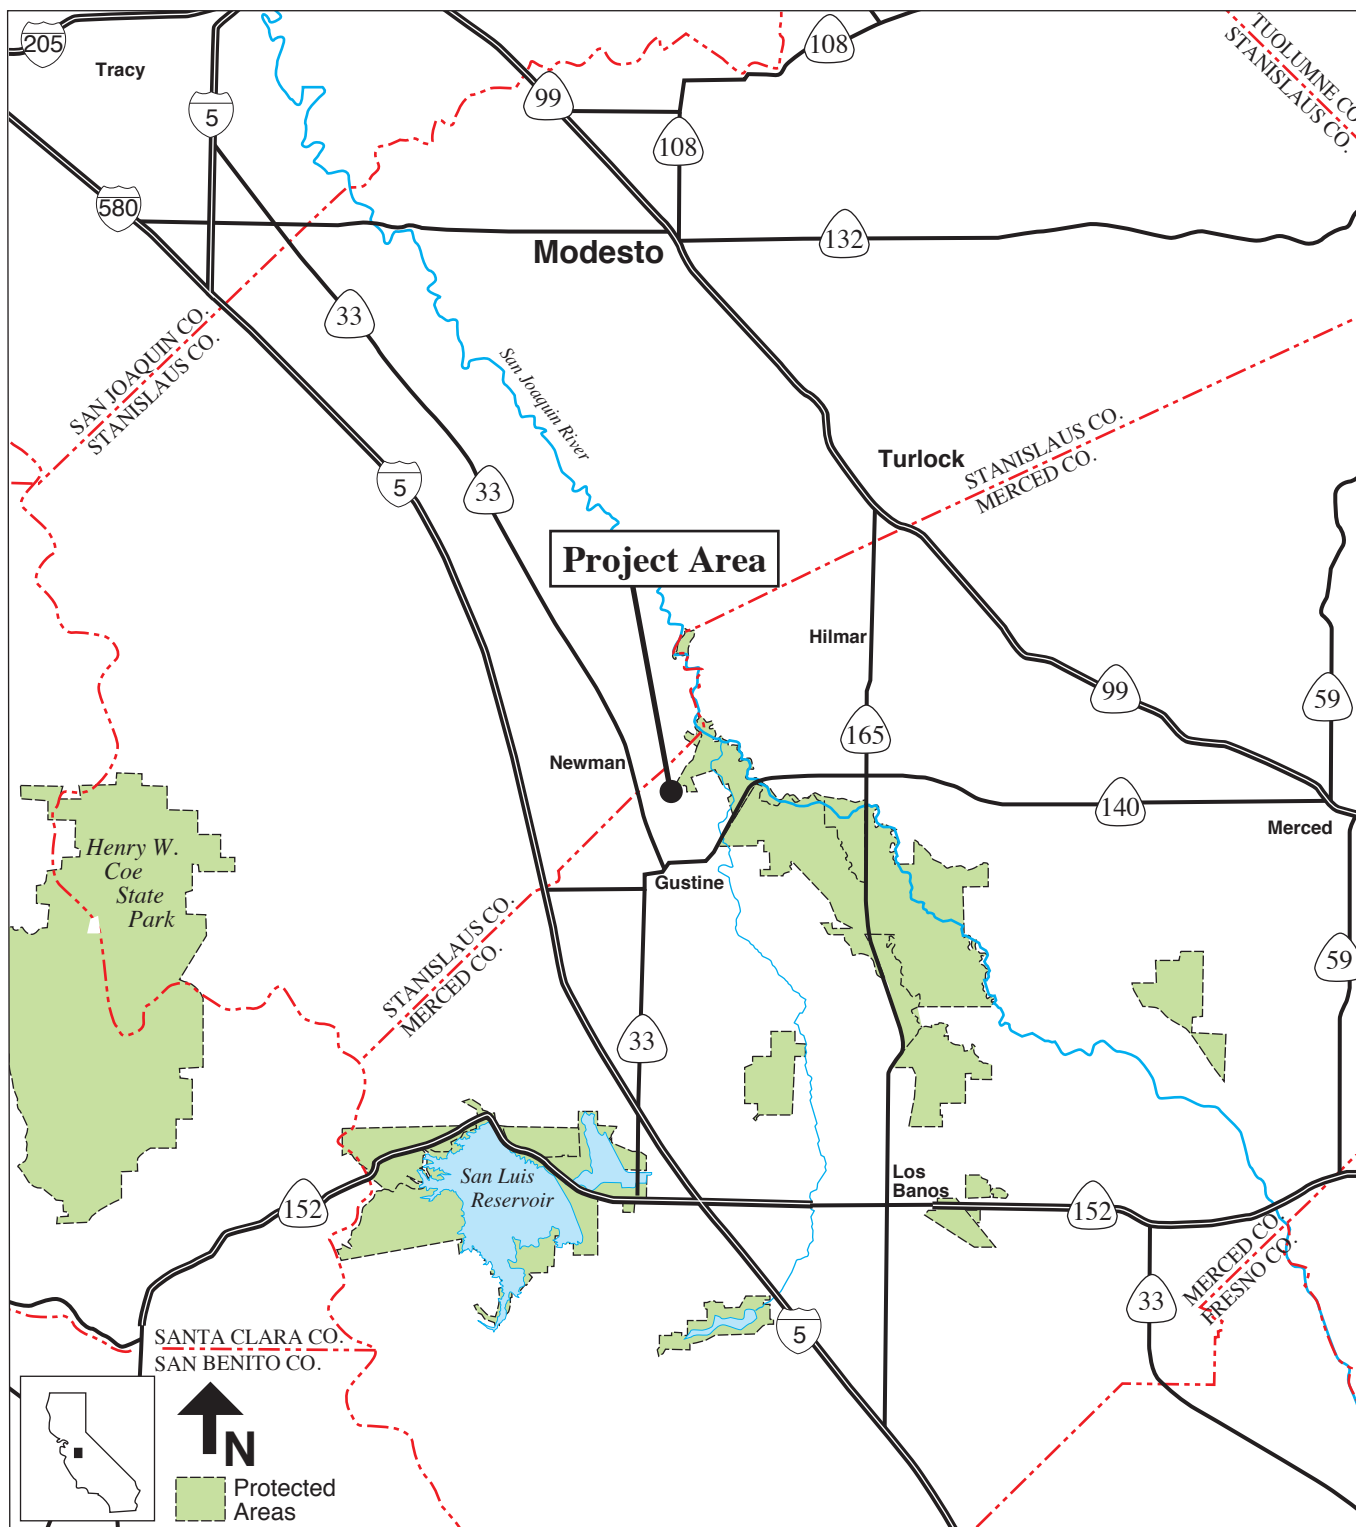 205
Tracy
5
580
99
108
108
TUOLUMNE CO.
STANISLAUS CO.
Modesto
132
33
SAN JOAQUIN CO.
STANISLAUS CO.
San Joaquin River
5
33
Turlock
STANISLAUS CO.
MERCED CO.
Project Area
Hilmar
99
59
165
Newman
140
Merced
Henry W.
Coe
State
Park
Gustine
STANISLAUS CO.
MERCED CO.
59
33
San Luis
Reservoir
Los
Banos
152
152
MERCED CO.
FRESNO CO.
33
5
SANTA CLARA CO.
SAN BENITO CO.
N
Protected
Areas